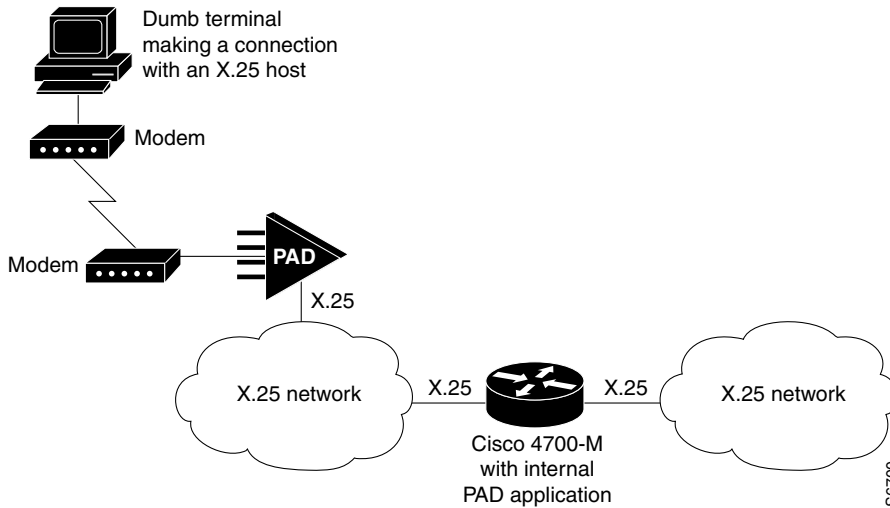 Dumb terminal
making a connection
with an X.25 host
Modem
Modem
PAD
X.25
X.25 network
X.25
X.25
X.25 network
Cisco 4700-M
with internal
PAD application